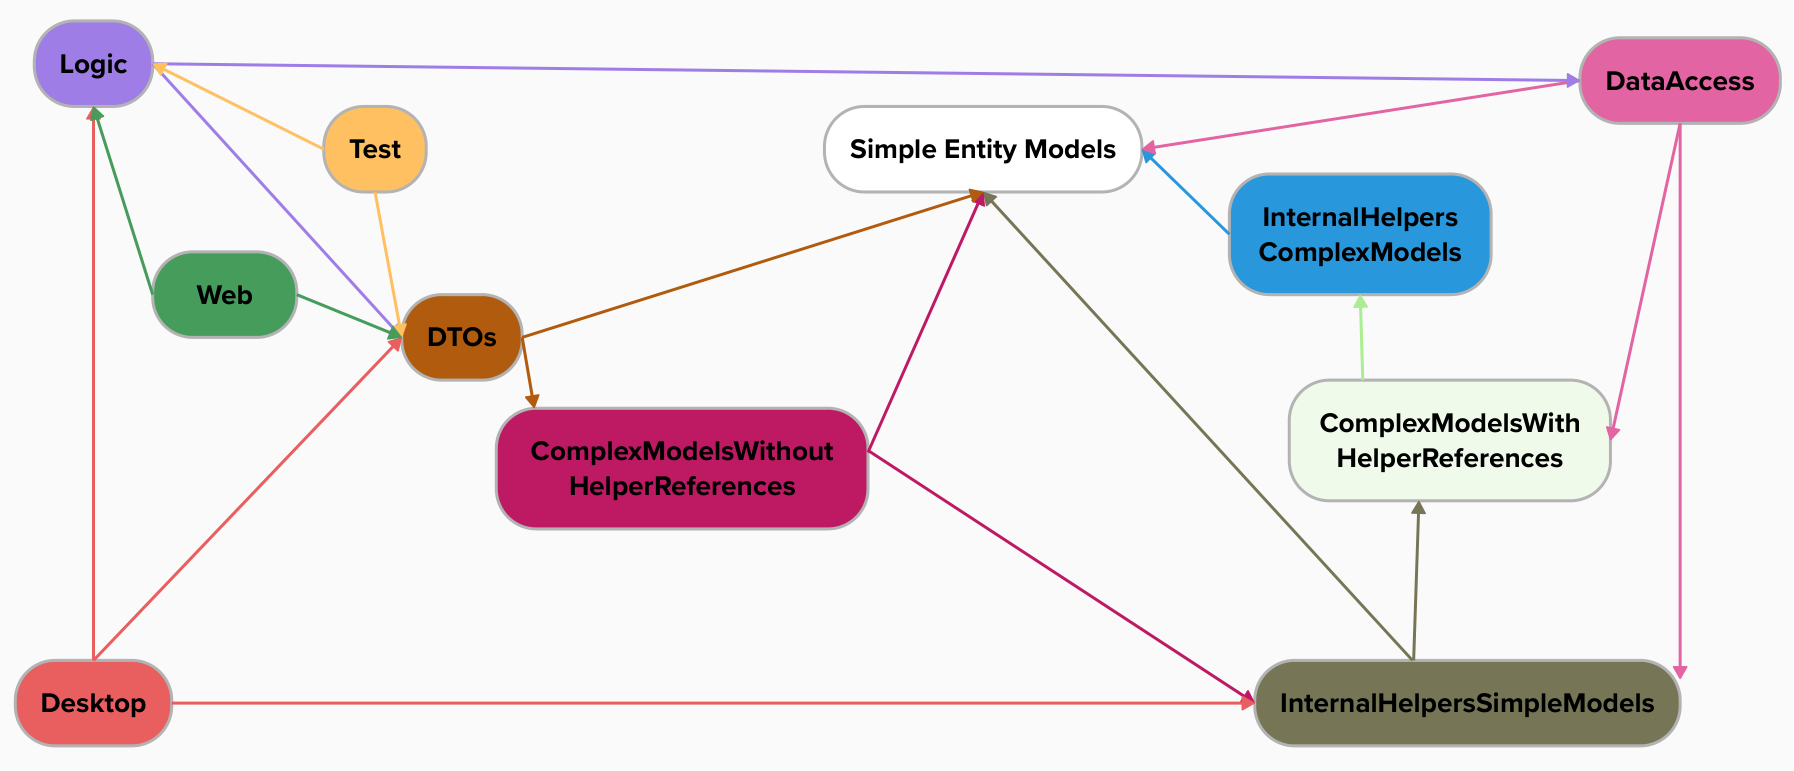 Logic
DataAccess
Test
Simple Entity Models
InternalHelpers
ComplexModels
Web
DTOs
ComplexModelsWithout
HelperReferences
ComplexModelsWith
HelperReferences
Desktop
InternalHelpersSimpleModels